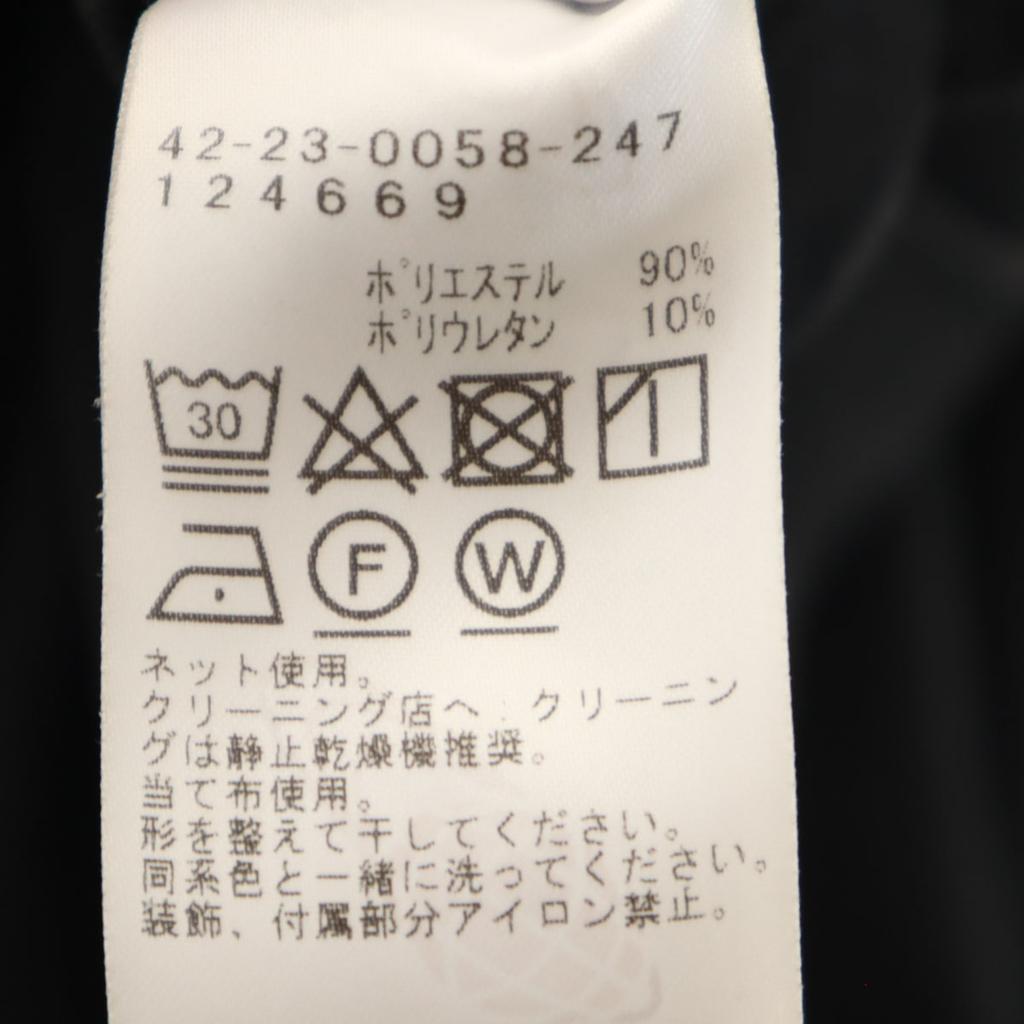 42-23-0058-247
124669
ポリエステル 90%
ポリウレタン 10%
30
F
W
ネット使用。
クリーニング店へ:クリーニン
グは静止乾燥機推奨。
当て布使用。
形を整えて干してください。
同系色と一緒に洗ってください。
装飾、付属部分アイロン禁止。